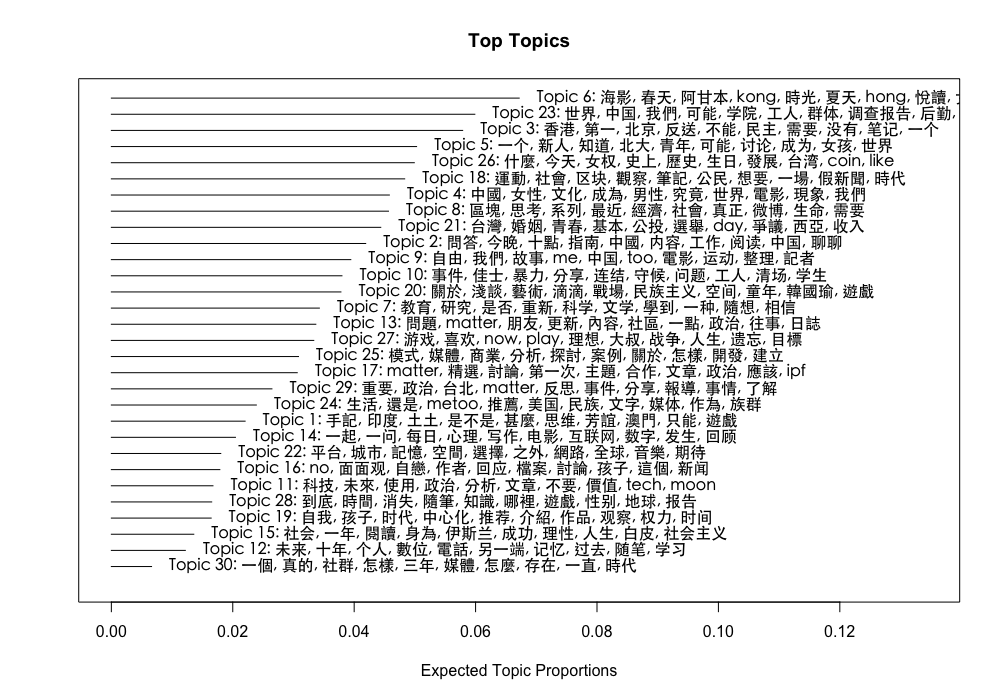 Top Topics
Topic 6: 海影, 春天, 阿甘本, kong, 時光, 夏天, hong, 悅讀,
Topic 23: 世界, 中国, 我們, 可能, 学院, 工人, 群体, 调查报告, 后勤,
Topic 3: 香港, 第一, 北京, 反送, 不能, 民主, 需要, 没有, 笔记, 一个
Topic 5: 一个, 新人, 知道, 北大, 青年, 可能, 讨论, 成为, 女孩, 世界
Topic 26: 什麼, 今天, 女权, 史上, 歷史, 生日, 發展, 台湾, coin, like
Topic 18: 運動, 社會, 区块, 觀察, 筆記, 公民, 想要, 一場, 假新聞, 時代
Topic 4: 中國, 女性, 文化, 成為, 男性, 究竟, 世界, 電影, 現象, 我們
Topic 8: 區塊, 思考, 系列, 最近, 經濟, 社會, 真正, 微博, 生命, 需要
Topic 21: 台灣, 婚姻, 青春, 基本, 公投, 選舉, day, 爭議, 西亞, 收入
Topic 2: 問答, 今晚, 十點, 指南, 中國, 内容, 工作, 阅读, 中国, 聊聊
Topic 9: 自由, 我們, 故事, me, 中国, too, 電影, 运动, 整理, 記者
Topic 10: 事件, 佳士, 暴力, 分享, 连结, 守候, 问题, 工人, 清场, 学生
Topic 20: 關於, 淺談, 藝術, 滴滴, 戰場, 民族主义, 空间, 童年, 韓國瑜, 遊戲
Topic 7: 教育, 研究, 是否, 重新, 科学, 文学, 學到, 一种, 隨想, 相信
Topic 13: 問題, matter, 朋友, 更新, 內容, 社區, 一點, 政治, 往事, 日誌
Topic 27: 游戏, 喜欢, now, play, 理想, 大叔, 战争, 人生, 遗忘, 目標
Topic 25: 模式, 媒體, 商業, 分析, 探討, 案例, 關於, 怎樣, 開發, 建立
Topic 17: matter, 精選, 討論, 第一次, 主題, 合作, 文章, 政治, 應該, ipf
Topic 29: 重要, 政治, 台北, matter, 反思, 事件, 分享, 報導, 事情, 了解
Topic 24: 生活, 還是, metoo, 推薦, 美国, 民族, 文字, 媒体, 作為, 族群
Topic 1: 手記, 印度, 土土, 是不是, 甚麼, 思维, 芳誼, 澳門, 只能, 遊戲
Topic 14: 一起, 一问, 每日, 心理, 写作, 电影, 互联网, 数字, 发生, 回顾
Topic 22: 平台, 城市, 記憶, 空間, 選擇, 之外, 網路, 全球, 音樂, 期待
Topic 16: no, 面面观, 自戀, 作者, 回应, 檔案, 討論, 孩子, 這個, 新闻
Topic 11: 科技, 未來, 使用, 政治, 分析, 文章, 不要, 價值, tech, moon
Topic 28: 到底, 時間, 消失, 隨筆, 知識, 哪裡, 遊戲, 性别, 地球, 报告
Topic 19: 自我, 孩子, 时代, 中心化, 推荐, 介紹, 作品, 观察, 权力, 时间
Topic 15: 社会, 一年, 閱讀, 身為, 伊斯兰, 成功, 理性, 人生, 白皮, 社会主义
Topic 12: 未来, 十年, 个人, 數位, 電話, 另一端, 记忆, 过去, 随笔, 学习
Topic 30: 一個, 真的, 社群, 怎樣, 三年, 媒體, 怎麼, 存在, 一直, 時代
0.00 0.02 0.04 0.06 0.08 0.10 0.12
Expected Topic Proportions